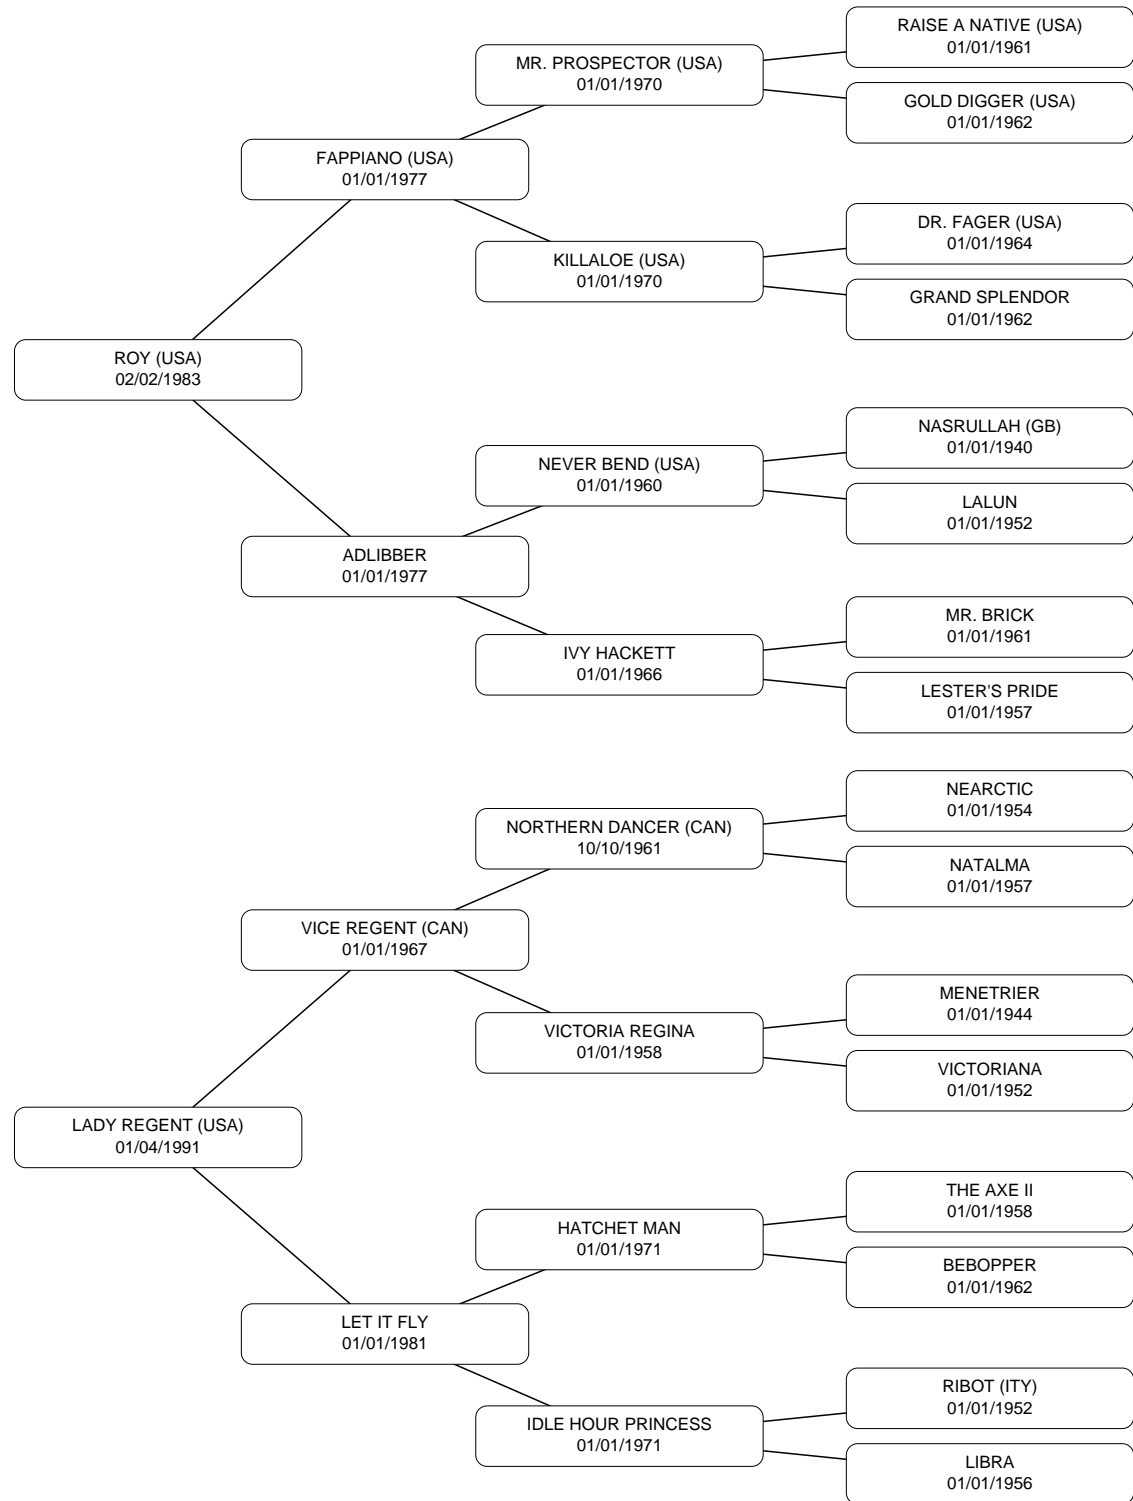 RAISE A NATIVE (USA)
01/01/1961
MR. PROSPECTOR (USA)
01/01/1970
GOLD DIGGER (USA)
01/01/1962
FAPPIANO (USA)
01/01/1977
DR. FAGER (USA)
01/01/1964
KILLALOE (USA)
01/01/1970
GRAND SPLENDOR
01/01/1962
ROY (USA)
02/02/1983
NASRULLAH (GB)
01/01/1940
NEVER BEND (USA)
01/01/1960
LALUN
01/01/1952
ADLIBBER
01/01/1977
MR. BRICK
01/01/1961
IVY HACKETT
01/01/1966
LESTER'S PRIDE
01/01/1957
NEARCTIC
01/01/1954
NORTHERN DANCER (CAN)
10/10/1961
NATALMA
01/01/1957
VICE REGENT (CAN)
01/01/1967
MENETRIER
01/01/1944
VICTORIA REGINA
01/01/1958
VICTORIANA
01/01/1952
LADY REGENT (USA)
01/04/1991
THE AXE II
01/01/1958
HATCHET MAN
01/01/1971
BEBOPPER
01/01/1962
LET IT FLY
01/01/1981
RIBOT (ITY)
01/01/1952
IDLE HOUR PRINCESS
01/01/1971
LIBRA
01/01/1956